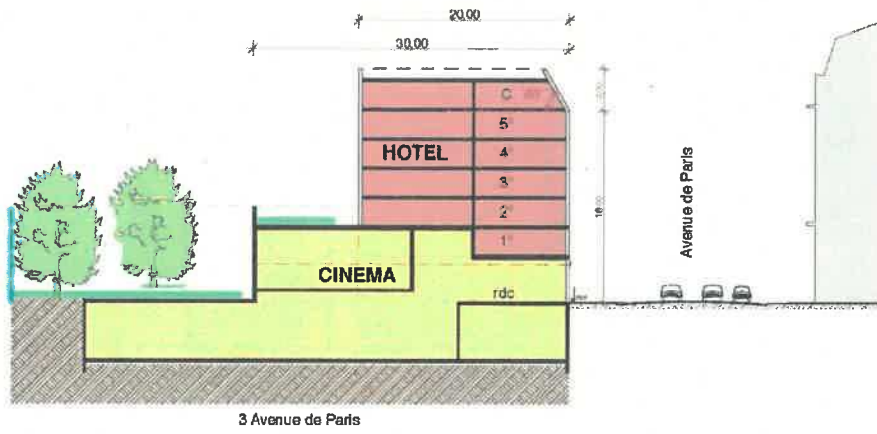 20.00
30.00
C
5°
4°
HOTEL
3°
2°
1°
CINEMA
rdc
Avenue de Paris
3 Avenue de Paris